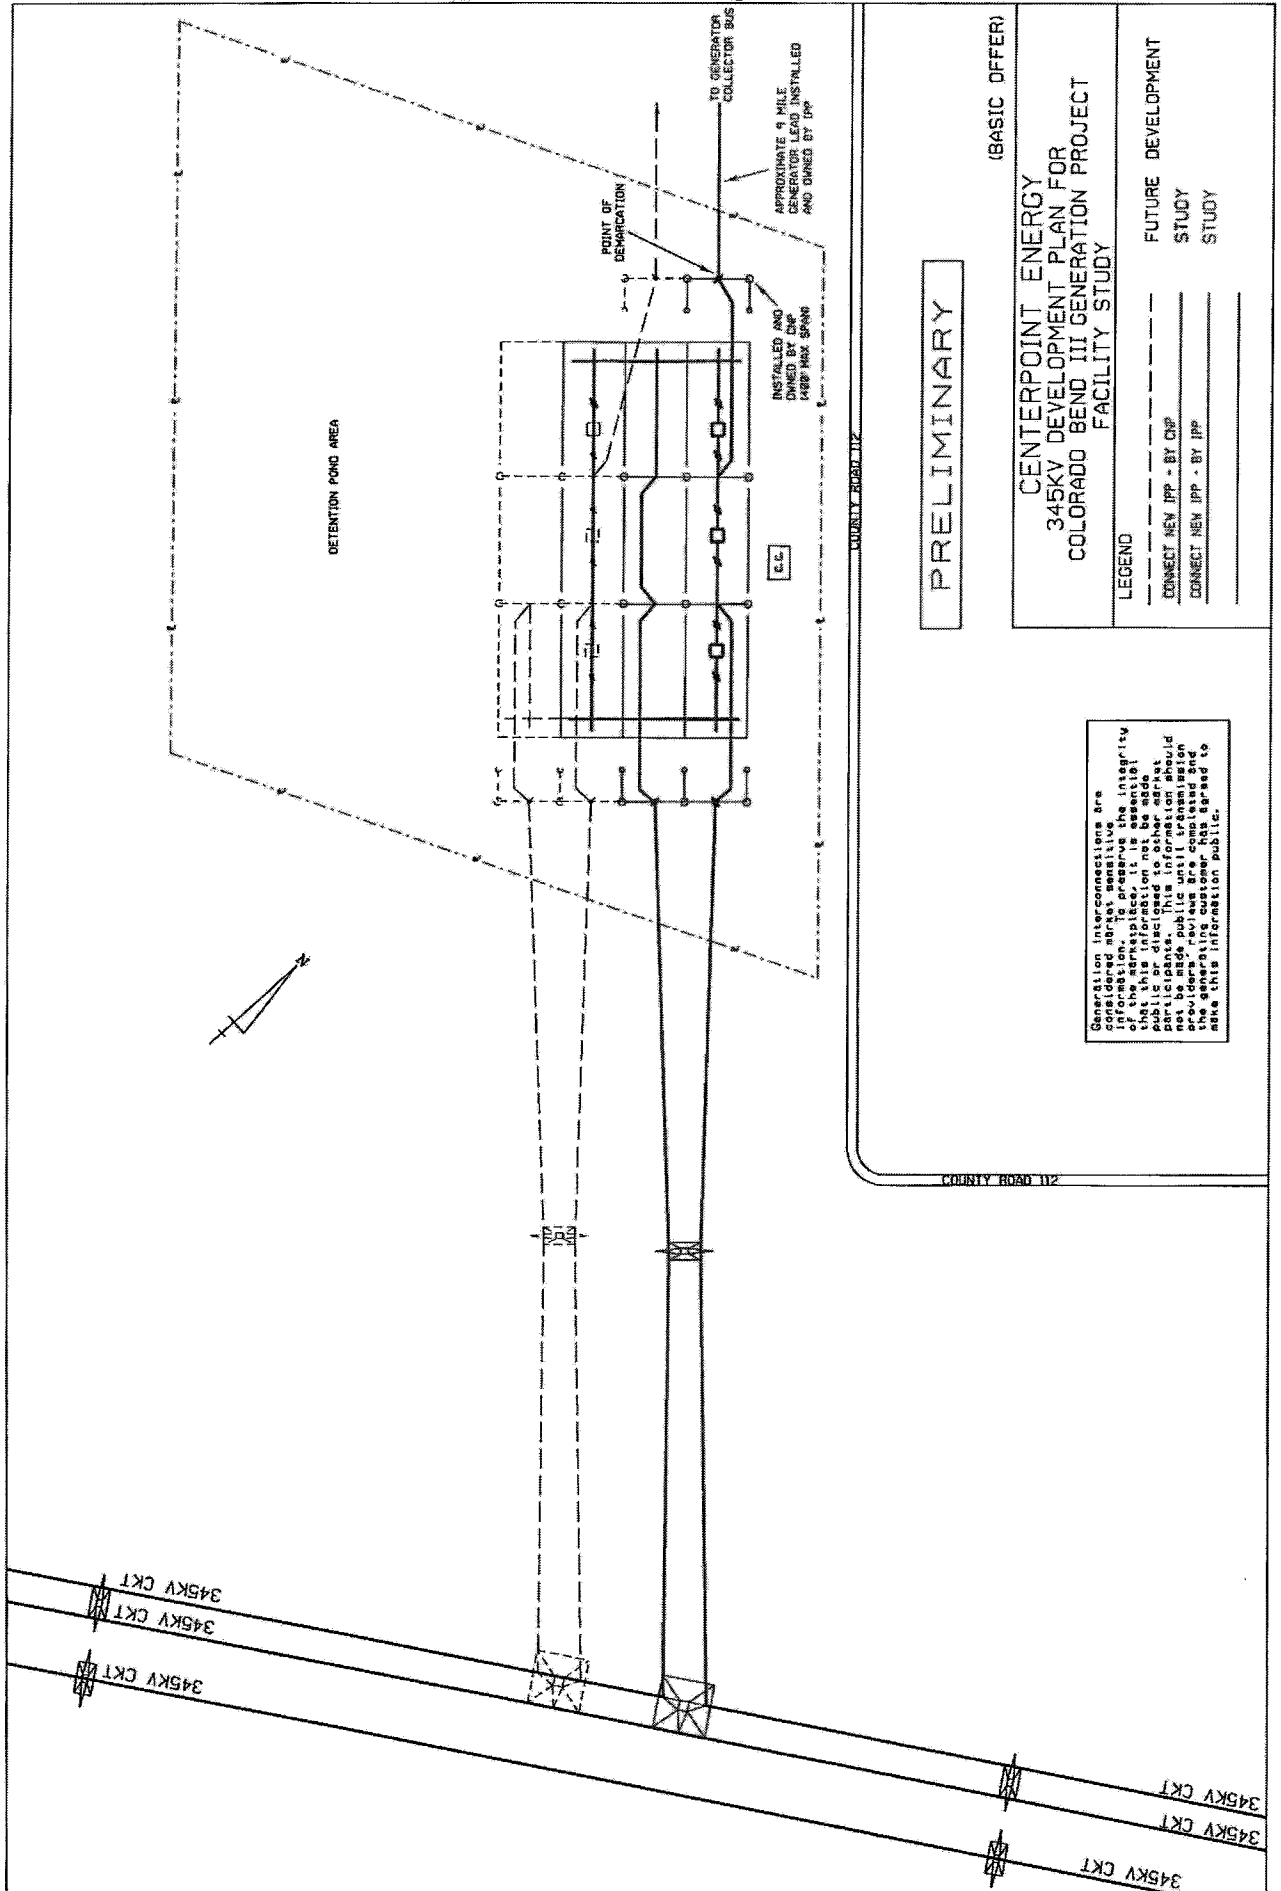 TO GENERATOR
COLLECTOR BUS
APPROXIMATE 9 MILE
GENERATOR LEAD INSTALLED
AND OWNED BY IPP
POINT OF
DEMARCATION
INSTALLED AND
OWNED BY CNP
(400' MAX SPAN)
DETENTION POND AREA
C.C.
COUNTY ROAD 112
COUNTY ROAD 112
N
345KV CKT
345KV CKT
345KV CKT
345KV CKT
345KV CKT
345KV CKT
PRELIMINARY
(BASIC OFFER)
CENTERPOINT ENERGY
345KV DEVELOPMENT PLAN FOR
COLORADO BEND III GENERATION PROJECT
FACILITY STUDY
LEGEND
FUTURE DEVELOPMENT
CONNECT NEW IPP - BY CNP STUDY
CONNECT NEW IPP - BY IPP STUDY
Generation interconnections are
considered market sensitive
information. To preserve the integrity
of the marketplace, it is essential
that this information not be made
public or disclosed to other market
participants. This information should
not be made public until transmission
providers' reviews are completed and
the generating customer has agreed to
make this information public.